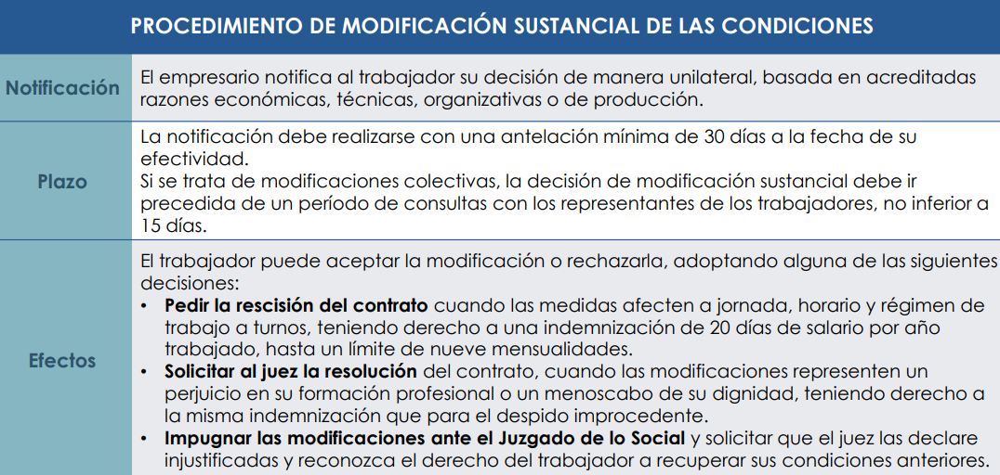 PROCEDIMIENTO DE MODIFICACIÓN SUSTANCIAL DE LAS CONDICIONES
Notificación
El empresario notifica al trabajador su decisión de manera unilateral, basada en acreditadas
razones económicas, técnicas, organizativas o de producción.
Plazo
La notificación debe realizarse con una antelación mínima de 30 días a la fecha de su
efectividad.
Si se trata de modificaciones colectivas, la decisión de modificación sustancial debe ir
precedida de un período de consultas con los representantes de los trabajadores, no inferior a
15 días.
Efectos
El trabajador puede aceptar la modificación o rechazarla, adoptando alguna de las siguientes
decisiones:
• Pedir la rescisión del contrato cuando las medidas afecten a jornada, horario y régimen de
trabajo a turnos, teniendo derecho a una indemnización de 20 días de salario por año
trabajado, hasta un límite de nueve mensualidades.
• Solicitar al juez la resolución del contrato, cuando las modificaciones representen un
perjuicio en su formación profesional o un menoscabo de su dignidad, teniendo derecho a
la misma indemnización que para el despido improcedente.
• Impugnar las modificaciones ante el Juzgado de lo Social y solicitar que el juez las declare
injustificadas y reconozca el derecho del trabajador a recuperar sus condiciones anteriores.